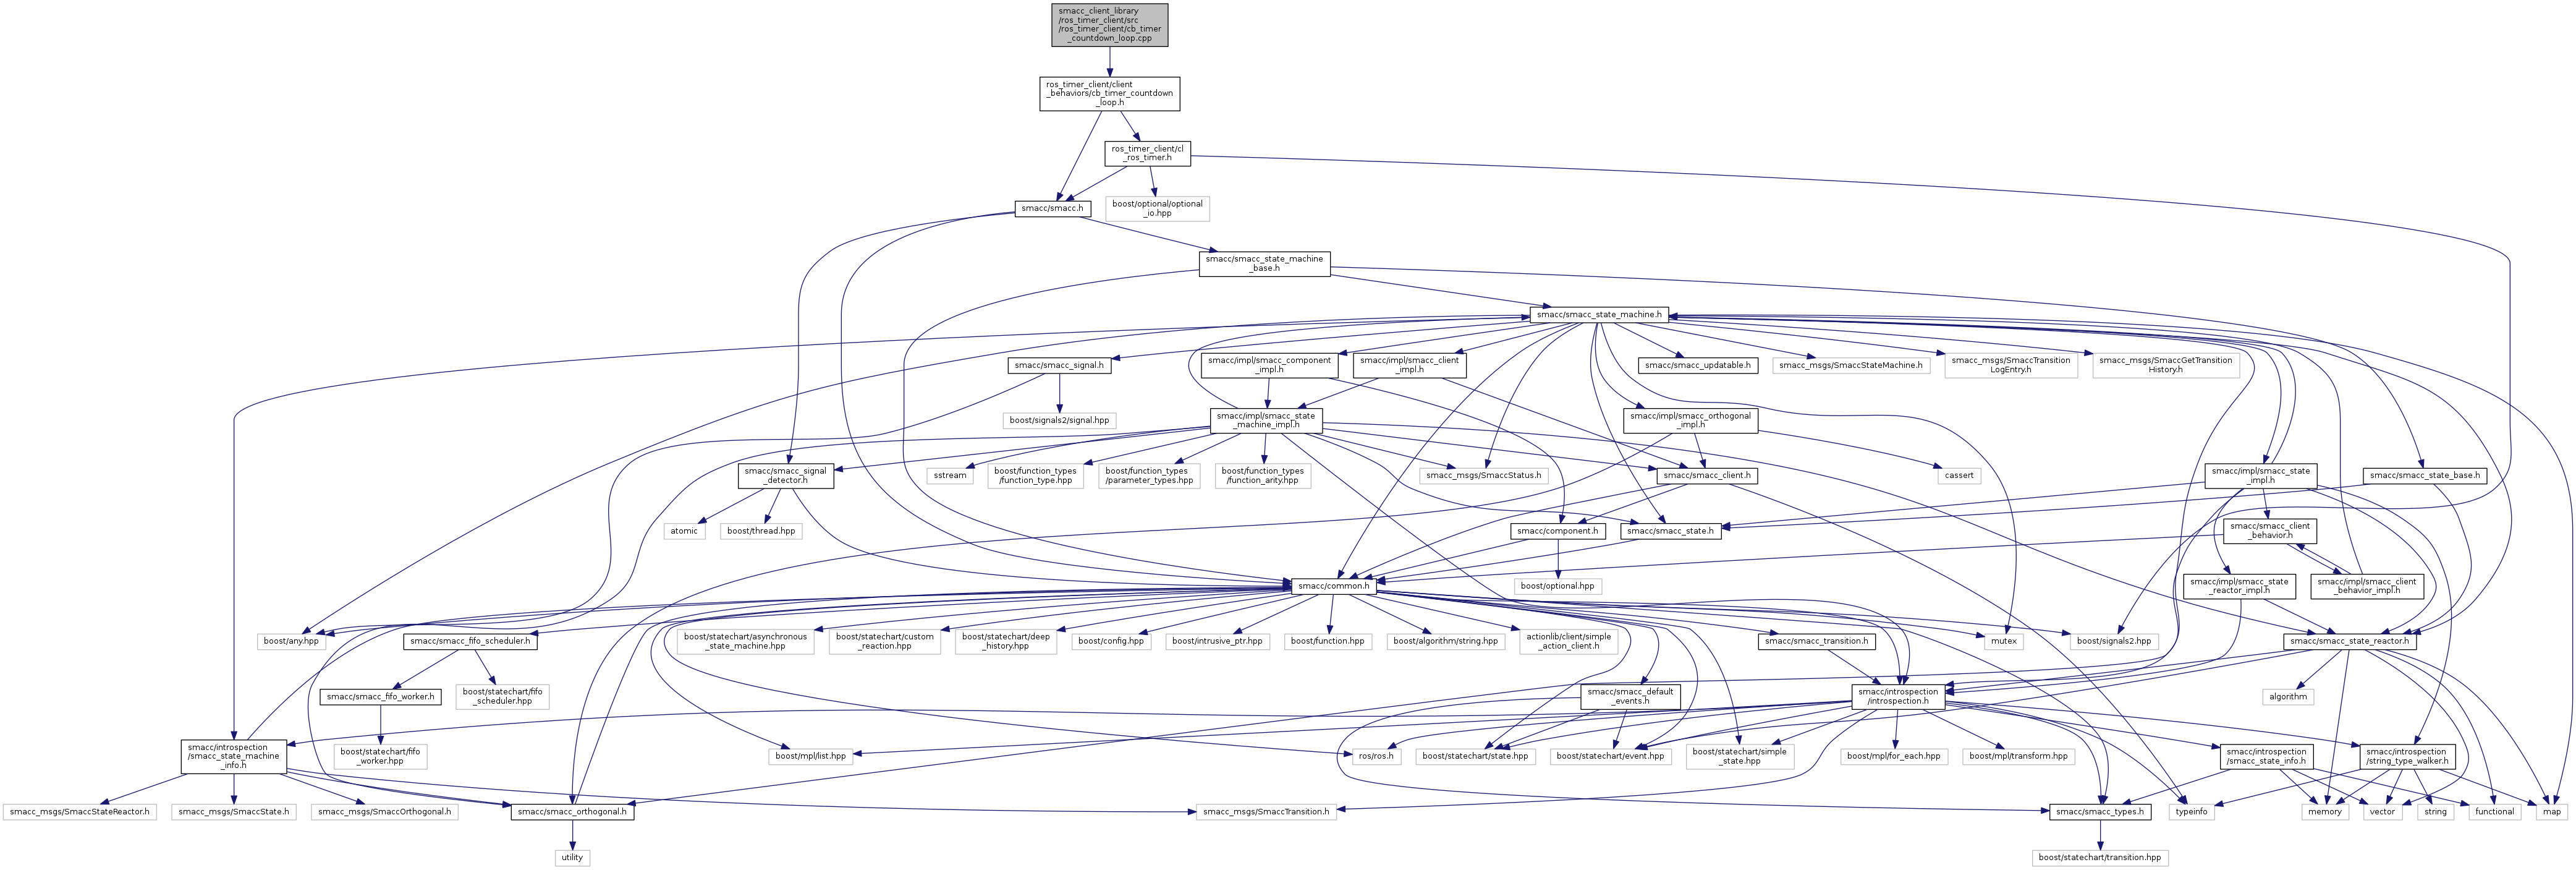 smacc_client_library
/ros_timer_client/src
/ros_timer_client/cb_timer
_countdown_loop.cpp
ros_timer_client/client
_behaviors/cb_timer_countdown
_loop.h
ros_timer_client/cl
_ros_timer.h
smacc/smacc.h
boost/optional/optional
_io.hpp
smacc/smacc_state_machine
_base.h
smacc/smacc_state_machine.h
smacc/smacc_signal.h
smacc/impl/smacc_component
_impl.h
smacc/impl/smacc_client
_impl.h
smacc/smacc_updatable.h
smacc_msgs/SmaccStateMachine.h
smacc_msgs/SmaccTransition
LogEntry.h
smacc_msgs/SmaccGetTransition
History.h
boost/signals2/signal.hpp
smacc/impl/smacc_state
_machine_impl.h
smacc/impl/smacc_orthogonal
_impl.h
smacc/smacc_signal
_detector.h
sstream
boost/function_types
/function_type.hpp
boost/function_types
/parameter_types.hpp
boost/function_types
/function_arity.hpp
smacc_msgs/SmaccStatus.h
smacc/smacc_client.h
cassert
smacc/impl/smacc_state
_impl.h
smacc/smacc_state_base.h
atomic
boost/thread.hpp
smacc/component.h
smacc/smacc_state.h
smacc/smacc_client
_behavior.h
smacc/common.h
boost/optional.hpp
smacc/impl/smacc_state
_reactor_impl.h
smacc/impl/smacc_client
_behavior_impl.h
boost/any.hpp
smacc/smacc_fifo_scheduler.h
boost/statechart/asynchronous
_state_machine.hpp
boost/statechart/custom
_reaction.hpp
boost/statechart/deep
_history.hpp
boost/config.hpp
boost/intrusive_ptr.hpp
boost/function.hpp
boost/algorithm/string.hpp
actionlib/client/simple
_action_client.h
smacc/smacc_transition.h
mutex
boost/signals2.hpp
smacc/smacc_state_reactor.h
smacc/smacc_fifo_worker.h
boost/statechart/fifo
_scheduler.hpp
smacc/smacc_default
_events.h
smacc/introspection
/introspection.h
algorithm
smacc/introspection
/smacc_state_machine
_info.h
boost/statechart/fifo
_worker.hpp
boost/mpl/list.hpp
ros/ros.h
boost/statechart/state.hpp
boost/statechart/event.hpp
boost/statechart/simple
_state.hpp
boost/mpl/for_each.hpp
boost/mpl/transform.hpp
smacc/introspection
/smacc_state_info.h
smacc/introspection
/string_type_walker.h
smacc_msgs/SmaccStateReactor.h
smacc_msgs/SmaccState.h
smacc_msgs/SmaccOrthogonal.h
smacc/smacc_orthogonal.h
smacc_msgs/SmaccTransition.h
smacc/smacc_types.h
typeinfo
memory
vector
string
functional
map
utility
boost/statechart/transition.hpp